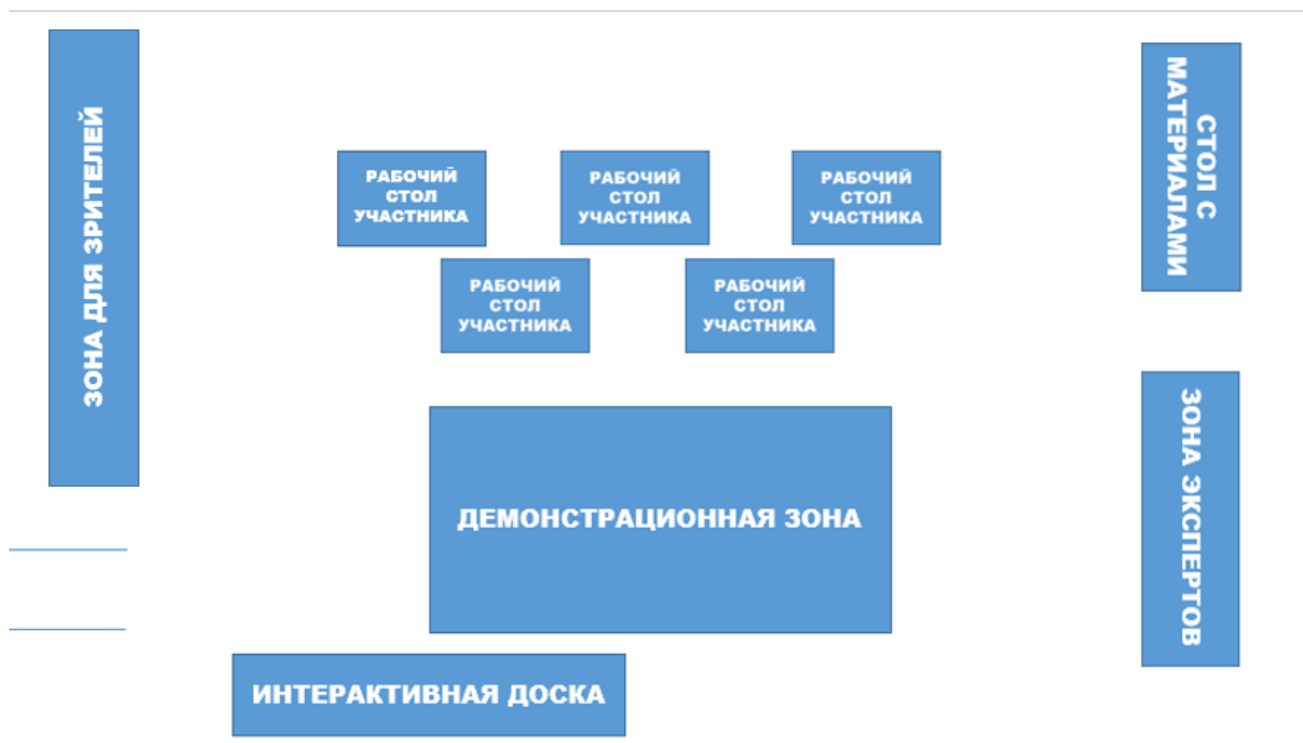 ЗОНА ДЛЯ ЗРИТЕЛЕЙ
РАБОЧИЙ
СТОЛ
УЧАСТНИКА
РАБОЧИЙ
СТОЛ
УЧАСТНИКА
РАБОЧИЙ
СТОЛ
УЧАСТНИКА
СТОЛ С
МАТЕРИАЛАМИ
РАБОЧИЙ
СТОЛ
УЧАСТНИКА
РАБОЧИЙ
СТОЛ
УЧАСТНИКА
ДЕМОНСТРАЦИОННАЯ ЗОНА
ЗОНА ЭКСПЕРТОВ
ИНТЕРАКТИВНАЯ ДОСКА